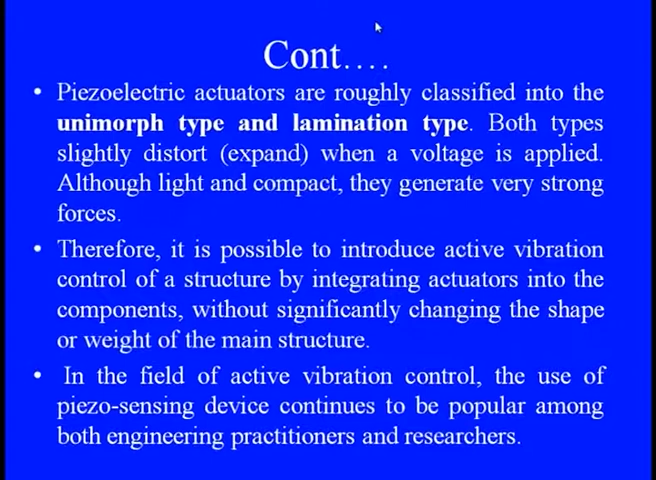 Cont....
• Piezoelectric actuators are roughly classified into the
unimorph type and lamination type. Both types
slightly distort (expand) when a voltage is applied.
Although light and compact, they generate very strong
forces.
• Therefore, it is possible to introduce active vibration
control of a structure by integrating actuators into the
components, without significantly changing the shape
or weight of the main structure.
• In the field of active vibration control, the use of
piezo-sensing device continues to be popular among
both engineering practitioners and researchers.